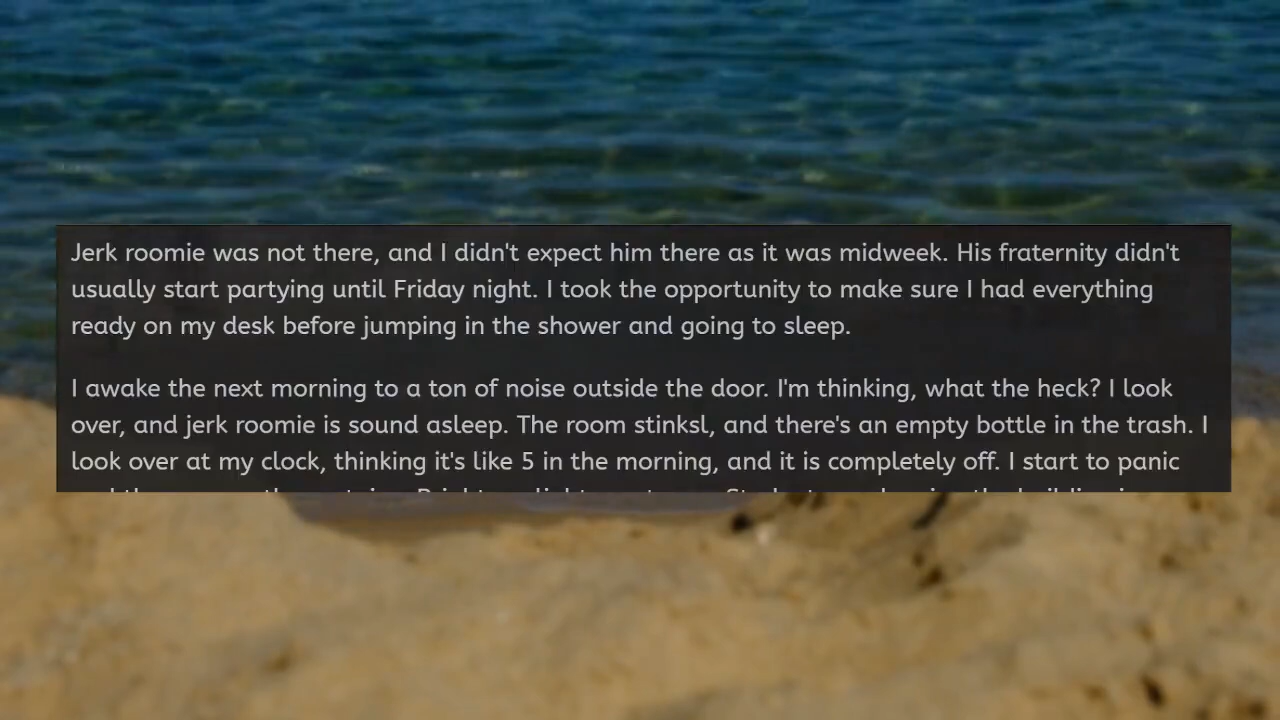 Jerk roomie was not there, and I didn't expect him there as it was midweek. His fraternity didn't
usually start partying until Friday night. I took the opportunity to make sure I had everything
ready on my desk before jumping in the shower and going to sleep.
I awake the next morning to a ton of noise outside the door. I'm thinking, what the heck? I look
over, and jerk roomie is sound asleep. The room stinksl, and there's an empty bottle in the trash. I
look over at my clock, thinking it's like 5 in the morning, and it is completely off. I start to panic